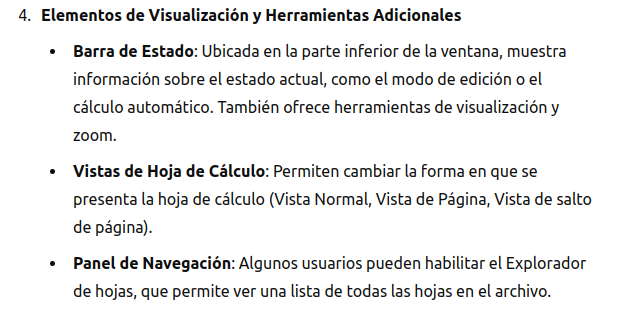 4. Elementos de Visualización y Herramientas Adicionales
• Barra de Estado: Ubicada en la parte inferior de la ventana, muestra
información sobre el estado actual, como el modo de edición o el
cálculo automático. También ofrece herramientas de visualización y
zoom.
• Vistas de Hoja de Cálculo: Permiten cambiar la forma en que se
presenta la hoja de cálculo (Vista Normal, Vista de Página, Vista de salto
de página).
• Panel de Navegación: Algunos usuarios pueden habilitar el Explorador
de hojas, que permite ver una lista de todas las hojas en el archivo.